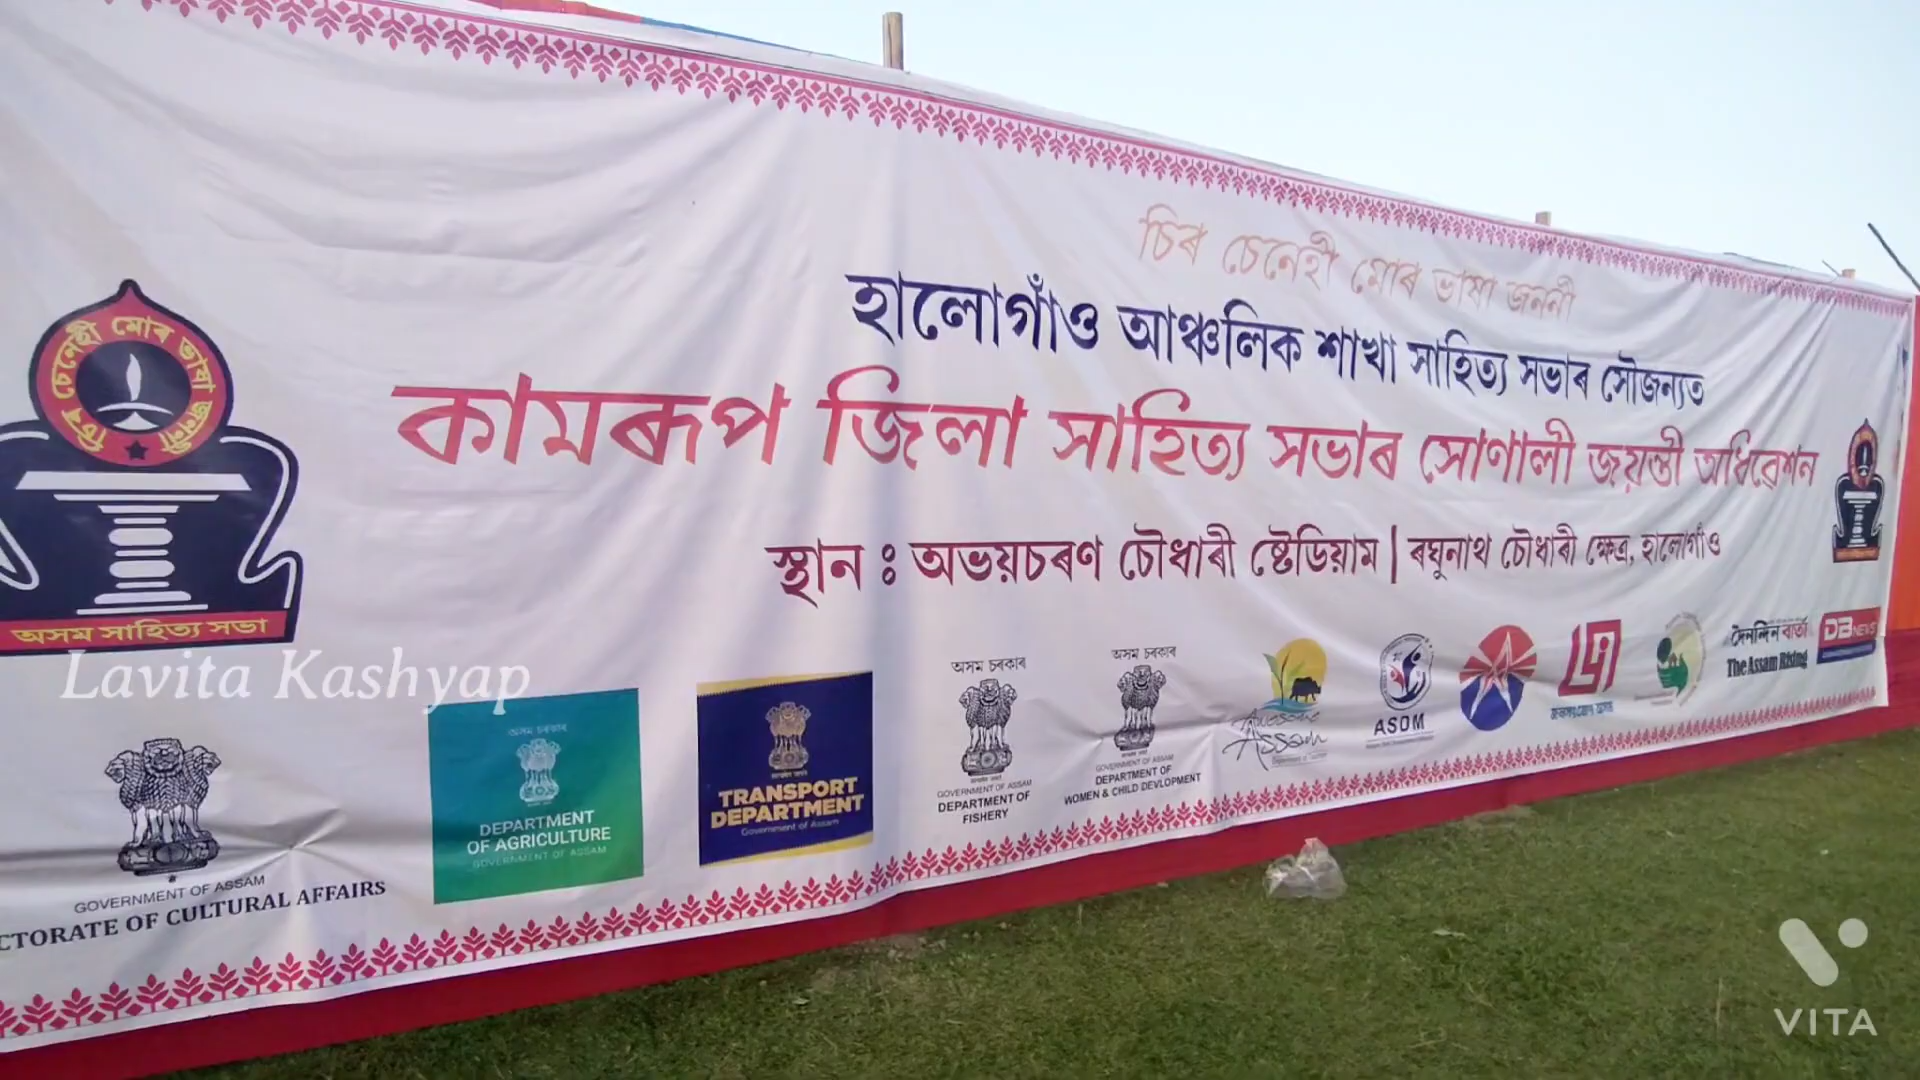 চিৰ চেনেহী মোৰ ভাষা জননী
হালোগাঁও আঞ্চলিক শাখা সাহিত্য সভাৰ সৌজন্যত
কামৰূপ জিলা সাহিত্য সভাৰ সোণালী জয়ন্তী অধিৱেশন
স্থান ঃ অভয়চৰণ চৌধাৰী ষ্টেডিয়াম | ৰঘুনাথ চৌধাৰী ক্ষেত্ৰ, হালোগাঁও
চিৰ চেনেহী মোৰ ভাষা জননী
অসম সাহিত্য সভা
Lavita Kashyap
GOVERNMENT OF ASSAM
CTORATE OF CULTURAL AFFAIRS
অসম চৰকাৰ
DEPARTMENT
OF AGRICULTURE
GOVERNMENT OF ASSAM
TRANSPORT
DEPARTMENT
Government of Assam
অসম চৰকাৰ
GOVERNMENT OF ASSAM
DEPARTMENT OF
FISHERY
অসম চৰকাৰ
GOVERNMENT OF ASSAM
DEPARTMENT OF
WOMEN & CHILD DEVLOPMENT
Awesome
Assam
Department of Tourism
ASOM
দৈনন্দিন বাৰ্তা
The Assam Rising
DB NEWS
VITA